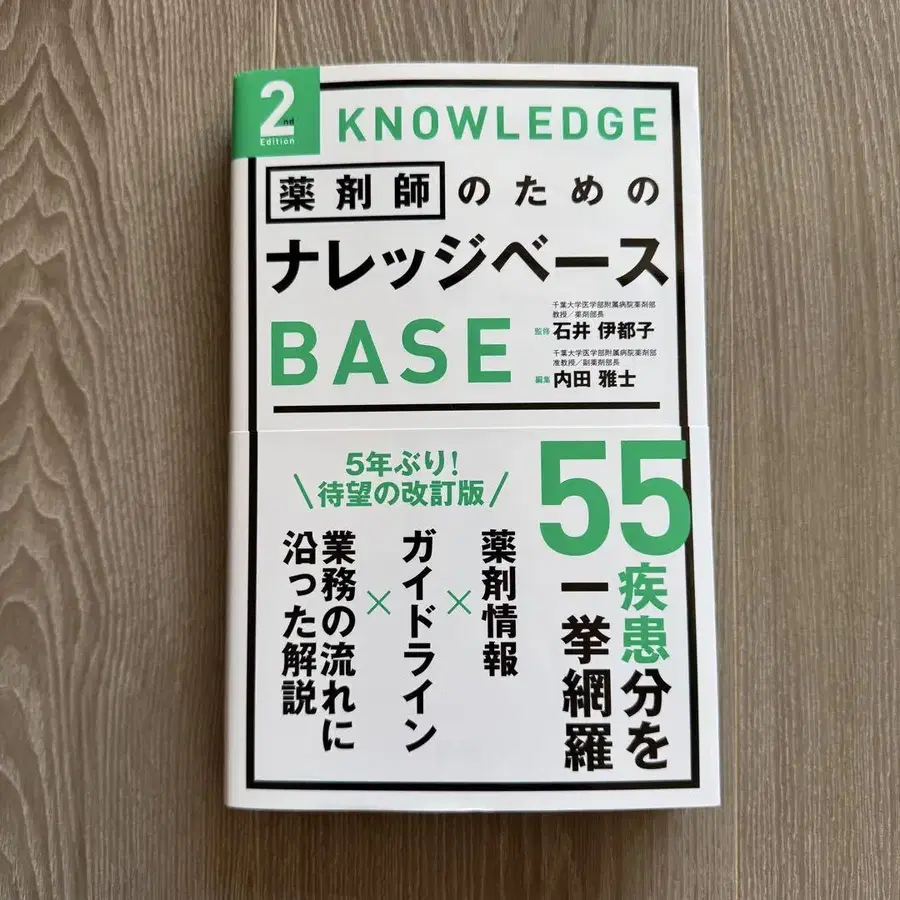 2nd
Edition
KNOWLEDGE
薬剤師のための
ナレッジベース
BASE
千葉大学医学部附属病院薬剤部
教授／薬剤部長
監修 石井 伊都子
千葉大学医学部附属病院薬剤部
准教授／副薬剤部長
編集 内田 雅士
5年ぶり!
待望の改訂版
55疾患分を
一挙網羅
薬剤情報
×
ガイドライン
×
業務の流れに
沿った解説